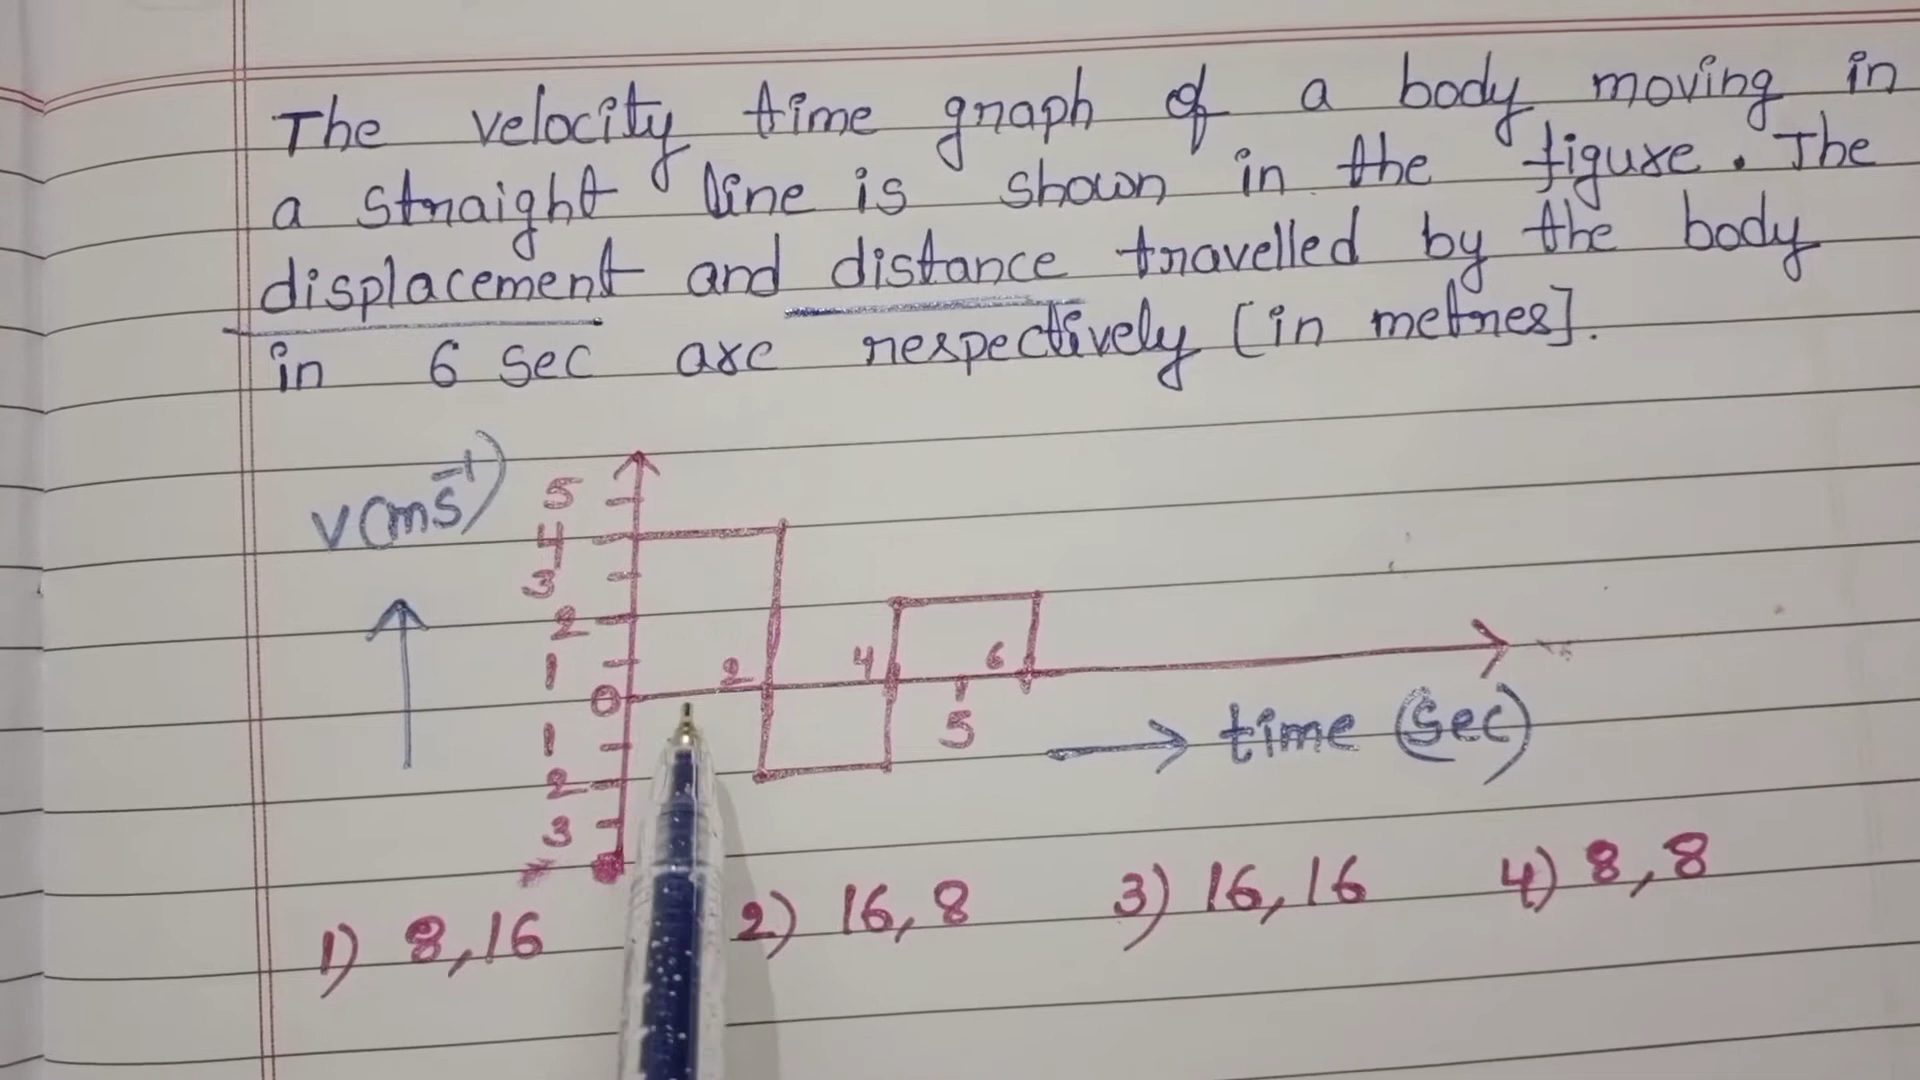 The velocity time graph of a body moving in
a straight line is shown in the figure. The
displacement and distance travelled by the body
in 6 sec are respectively [in metres].
v(ms⁻¹)
5
4
3
2
1
0
1
2
3
2 4 6
5
time (sec)
1) 8,16 2) 16, 8 3) 16, 16 4) 8, 8